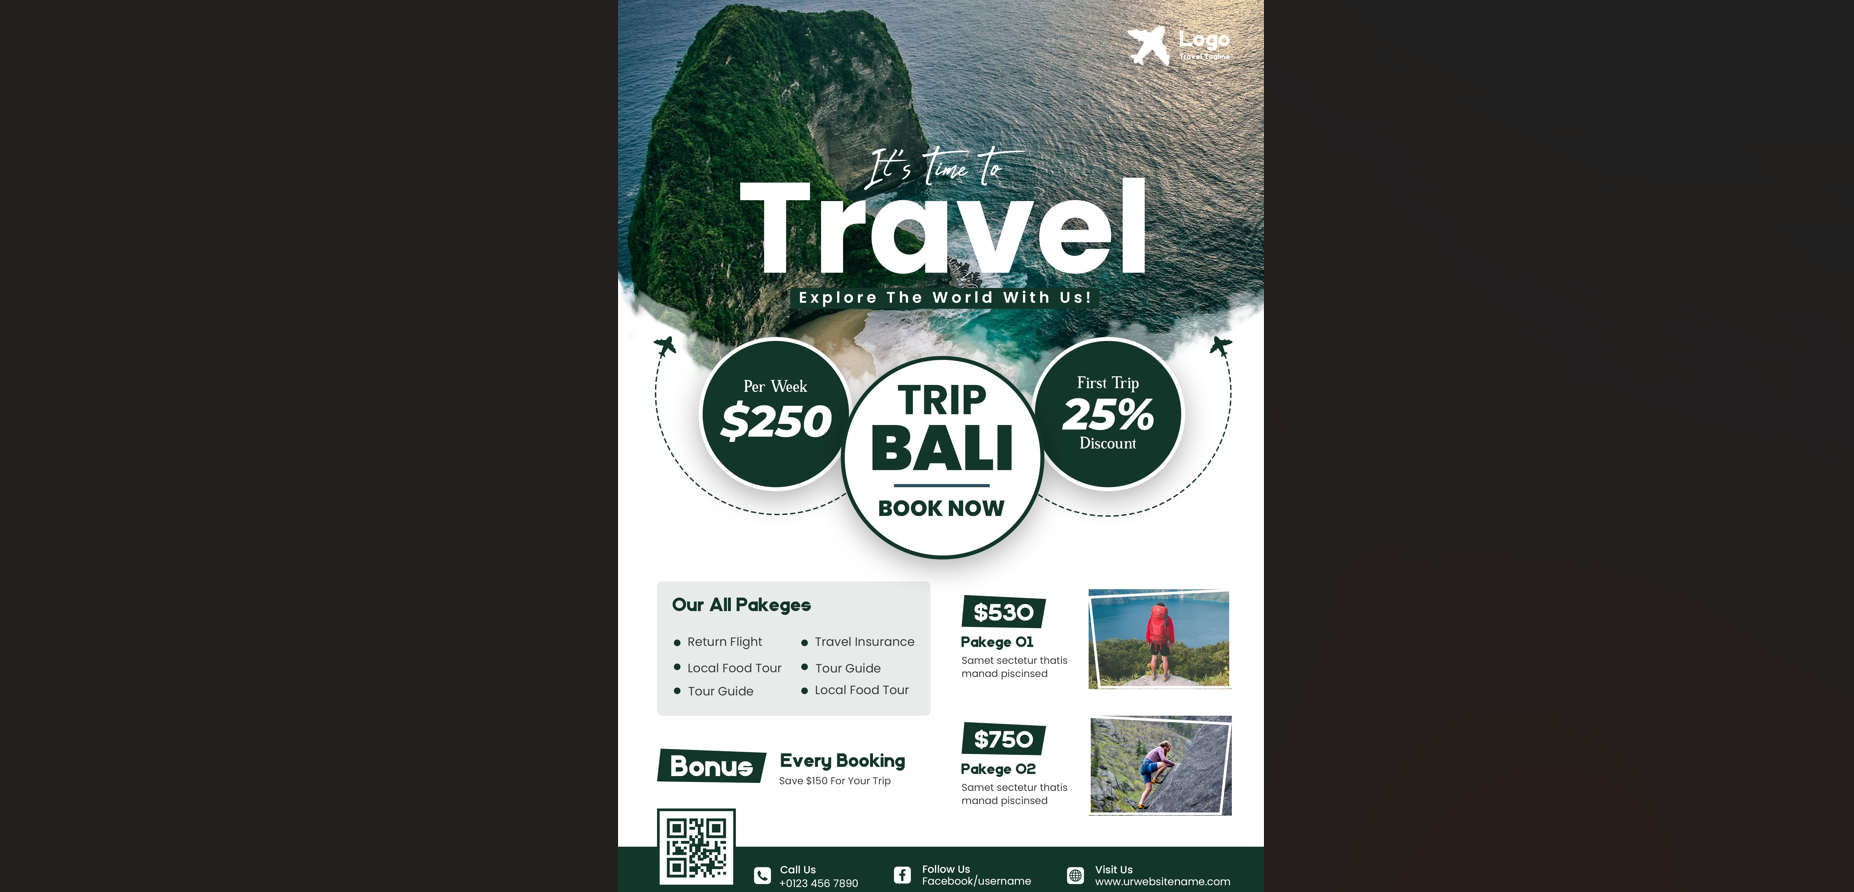 Logo
Travel Tagline
It's time to
Travel
Explore The World With Us!
Per Week
$250
TRIP
BALI
BOOK NOW
First Trip
25%
Discount
Our All Pakeges
Return Flight
Local Food Tour
Tour Guide
Travel Insurance
Tour Guide
Local Food Tour
$530
Pakege 01
Samet sectetur thatis
manad piscinsed
$750
Pakege 02
Samet sectetur thatis
manad piscinsed
Bonus
Every Booking
Save $150 For Your Trip
Call Us
+0123 456 7890
Follow Us
Facebook/username
Visit Us
www.urwebsitename.com